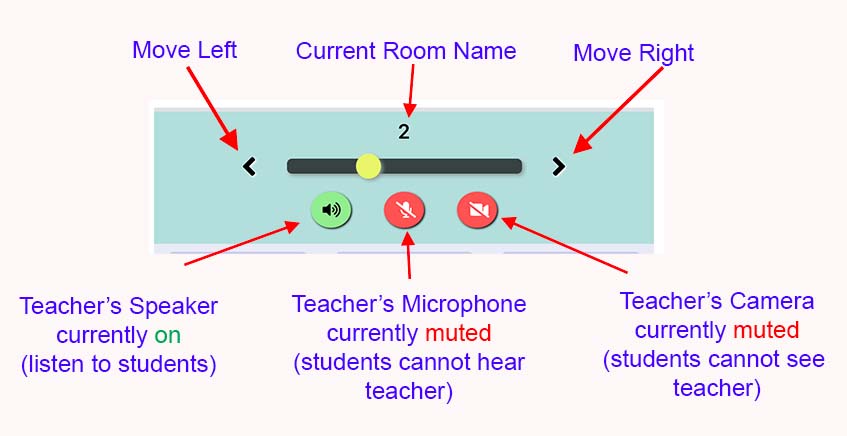 Move Left
Current Room Name
Move Right
2
Teacher’s Speaker
currently on
(listen to students)
Teacher’s Microphone
currently muted
(students cannot hear
teacher)
Teacher’s Camera
currently muted
(students cannot see
teacher)